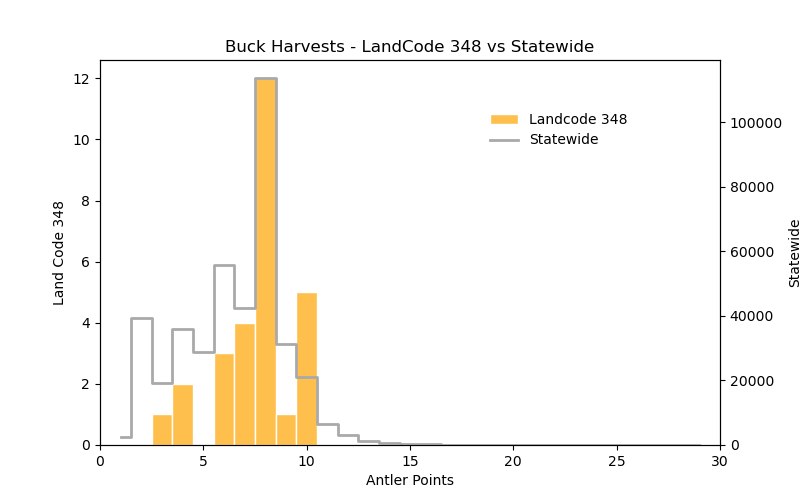 Buck Harvests - LandCode 348 vs Statewide
Landcode 348
Statewide
Land Code 348
12
10
8
6
4
2
0
100000
80000
60000
40000
20000
0
Statewide
0 5 10 15 20 25 30
Antler Points